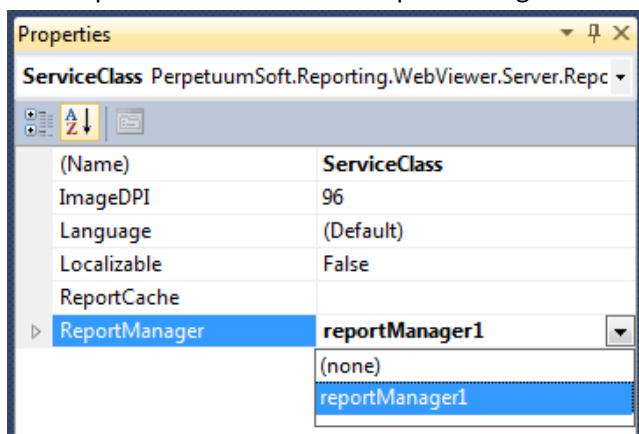 Properties
ServiceClass PerpetuumSoft.Reporting.WebViewer.Server.Repc
(Name) ServiceClass
ImageDPI 96
Language (Default)
Localizable False
ReportCache
ReportManager reportManager1
(none)
reportManager1